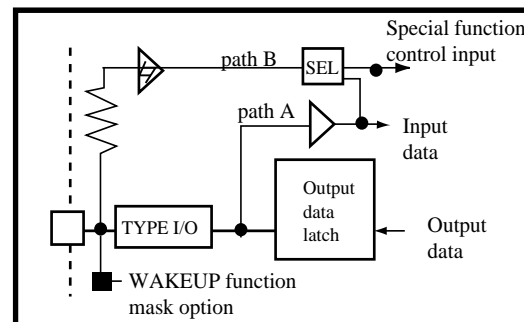 Special function
control input
path B
SEL
path A
Input
data
Output
data
latch
TYPE I/O
Output
data
WAKEUP function
mask option